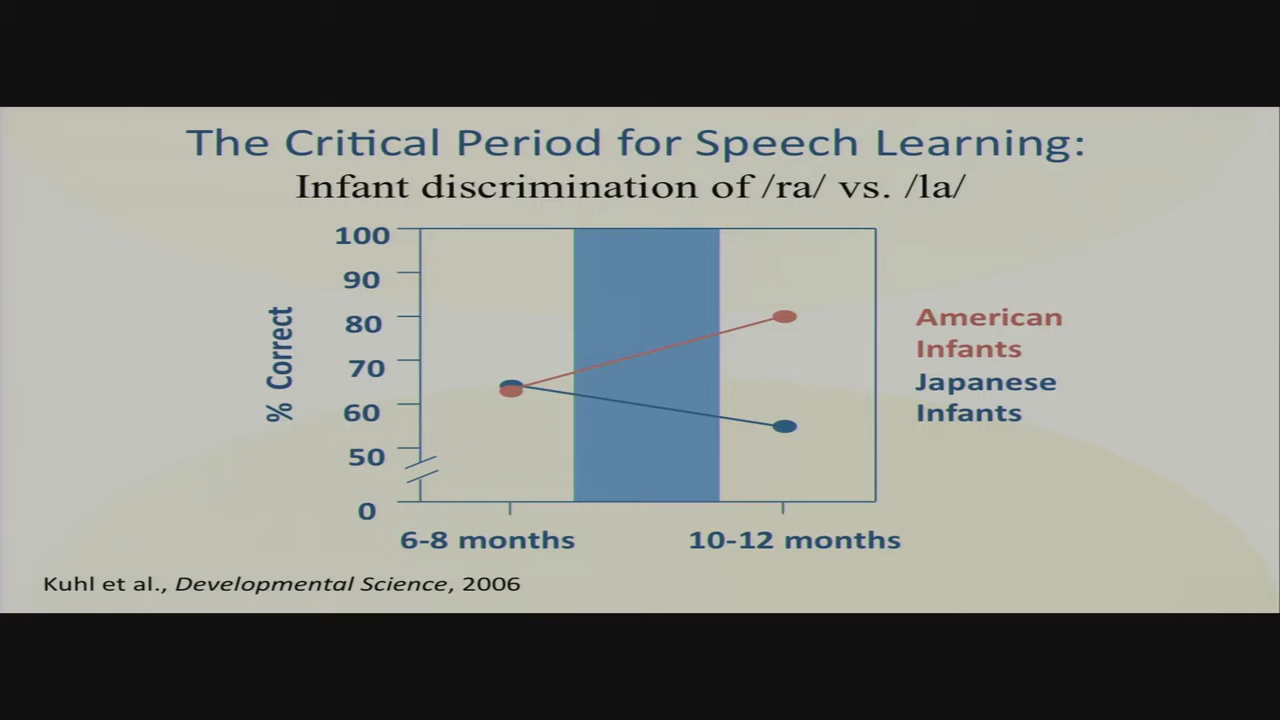 The Critical Period for Speech Learning:
Infant discrimination of /ra/ vs. /la/
100
90
80
70
60
50
0
% Correct
6-8 months
10-12 months
American
Infants
Japanese
Infants
Kuhl et al., Developmental Science, 2006